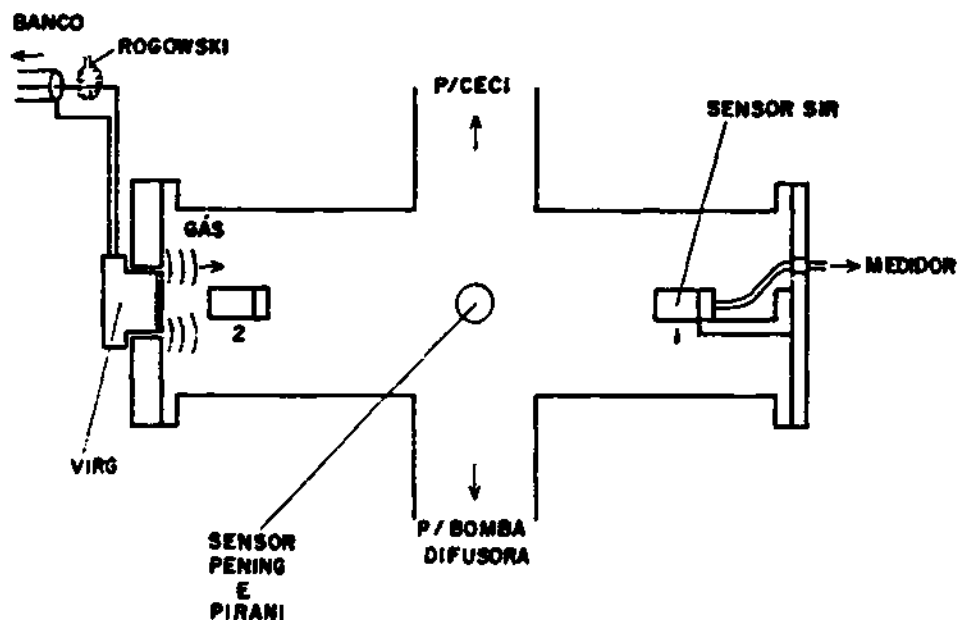 BANCO
ROGOWSKI
P/CECI
SENSOR SIR
GÁS
MEDIDOR
2
1
VIRG
P/BOMBA
DIFUSORA
SENSOR
PENING
E
PIRANI